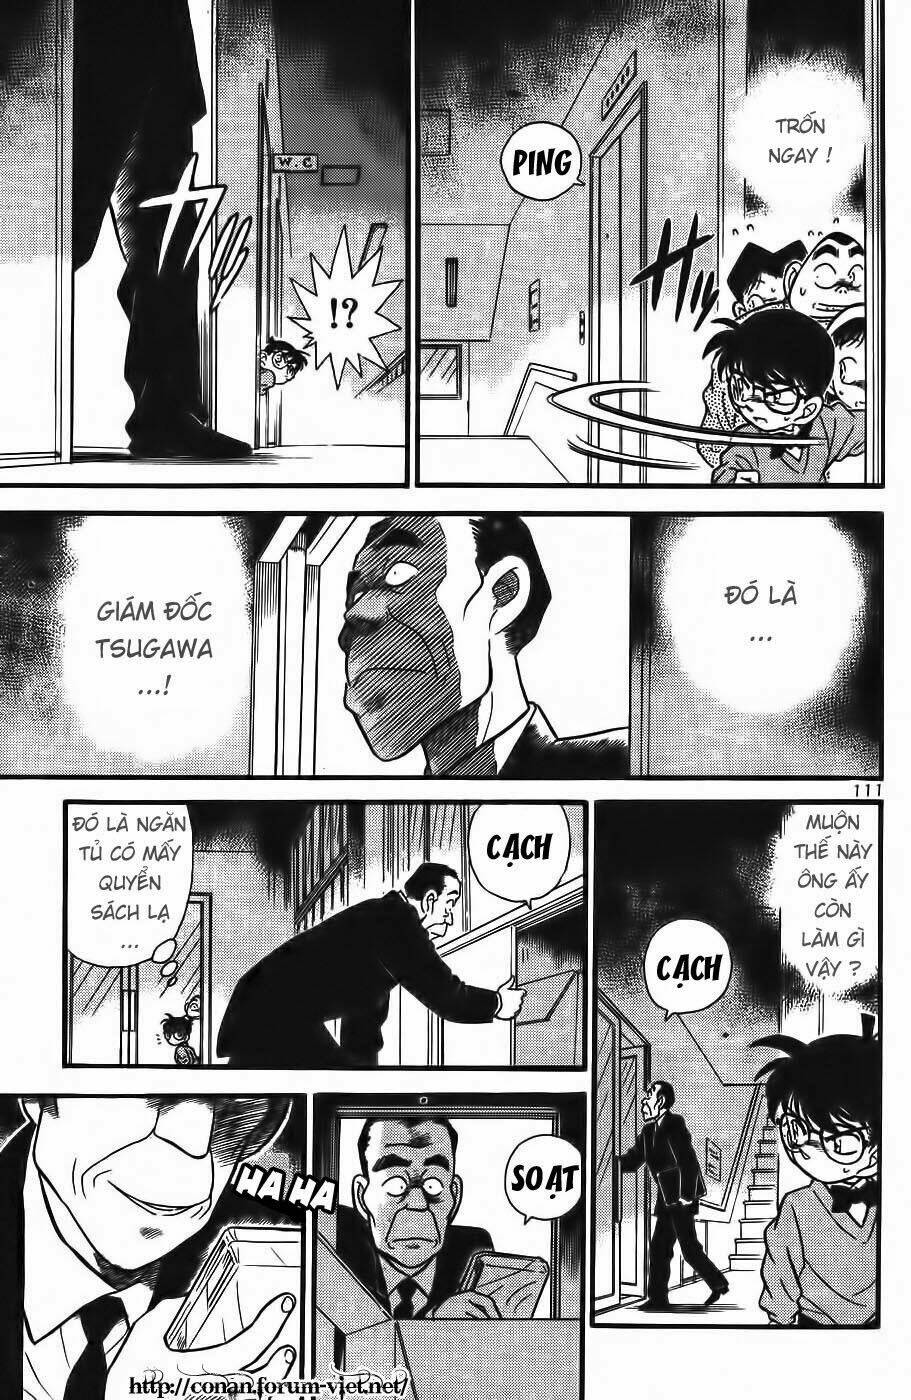 TRỐN
NGAY !
PING
W.C
!?
ĐÓ LÀ
...
GIÁM ĐỐC
TSUGAWA
...!
111
MUỘN
THẾ NÀY
ÔNG ẤY
CÒN
LÀM GÌ
VẬY ?
CẠCH
CẠCH
ĐÓ LÀ NGĂN
TỦ CÓ MẤY
QUYỂN
SÁCH LẠ
...
SOẠT
HA HA
http://conan.forum-viet.net/